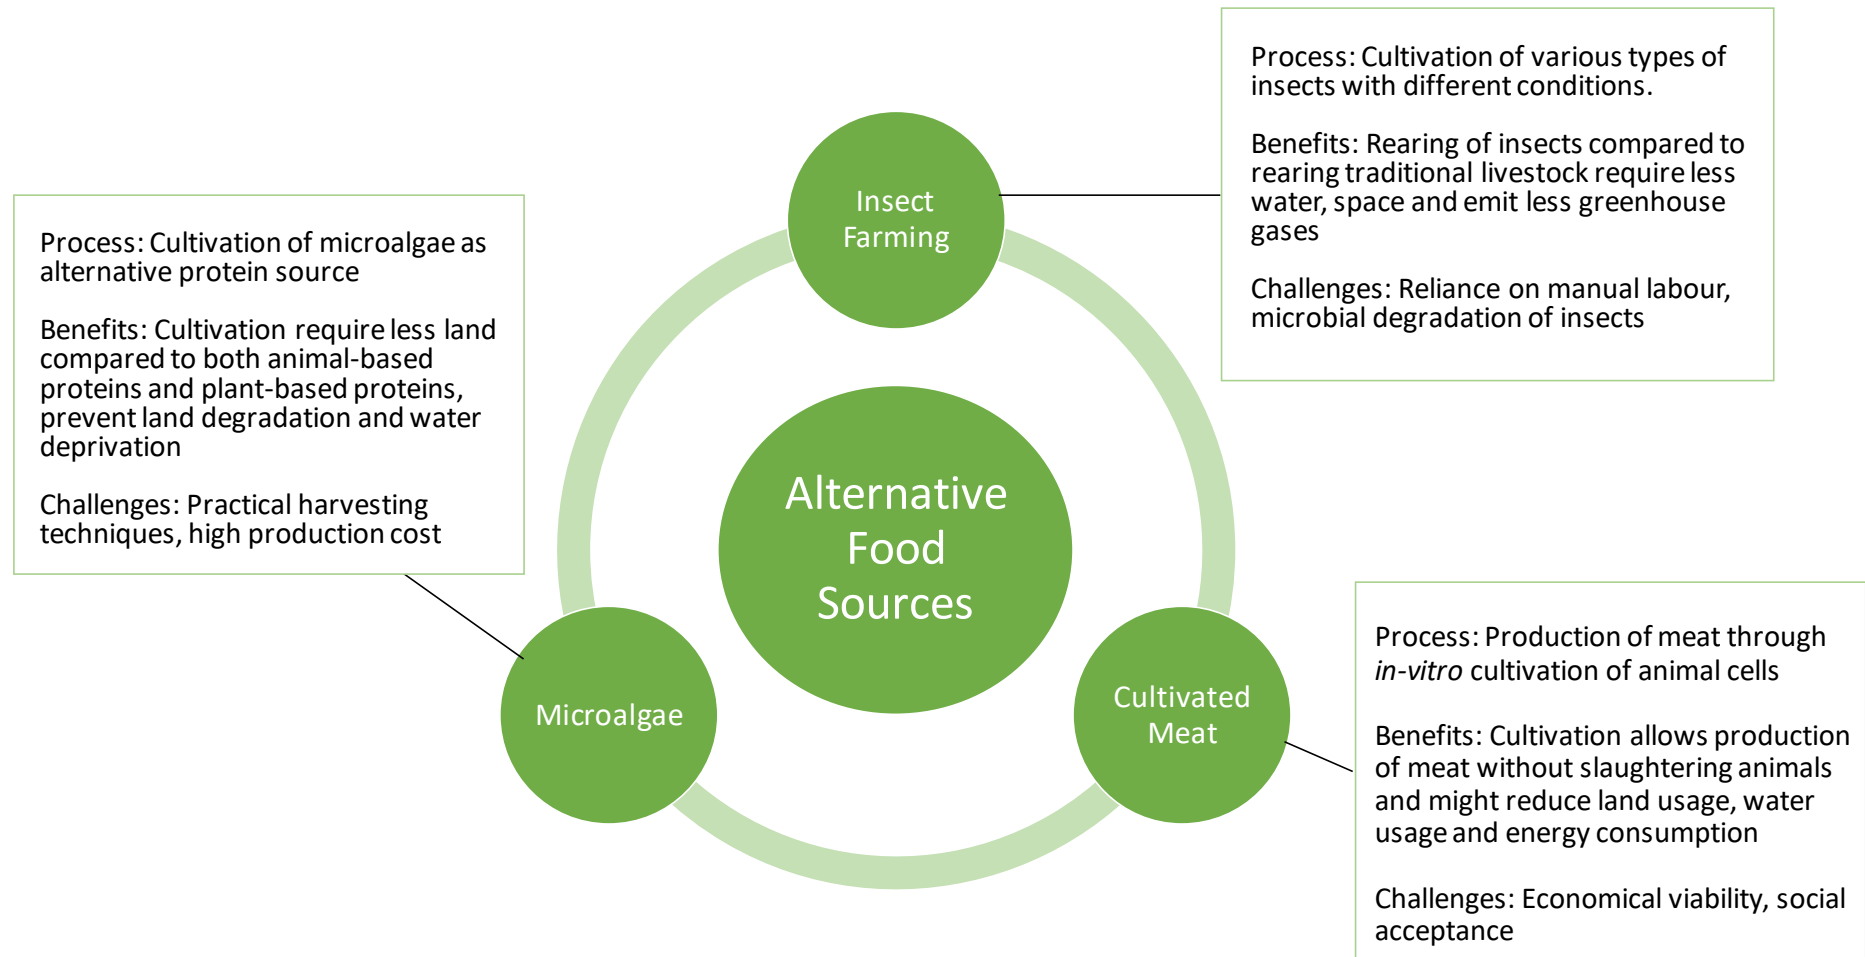 Process: Cultivation of various types of
insects with different conditions.
Benefits: Rearing of insects compared to
rearing traditional livestock require less
water, space and emit less greenhouse
gases
Challenges: Reliance on manual labour,
microbial degradation of insects
Insect
Farming
Process: Cultivation of microalgae as
alternative protein source
Benefits: Cultivation require less land
compared to both animal-based
proteins and plant-based proteins,
prevent land degradation and water
deprivation
Challenges: Practical harvesting
techniques, high production cost
Alternative
Food
Sources
Microalgae
Cultivated
Meat
Process: Production of meat through
in-vitro cultivation of animal cells
Benefits: Cultivation allows production
of meat without slaughtering animals
and might reduce land usage, water
usage and energy consumption
Challenges: Economical viability, social
acceptance